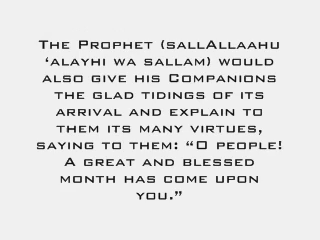 The Prophet (sallAllaahu
‘alayhi wa sallam) would
also give his Companions
the glad tidings of its
arrival and explain to
them its many virtues,
saying to them: “O people!
A great and blessed
month has come upon
you.”